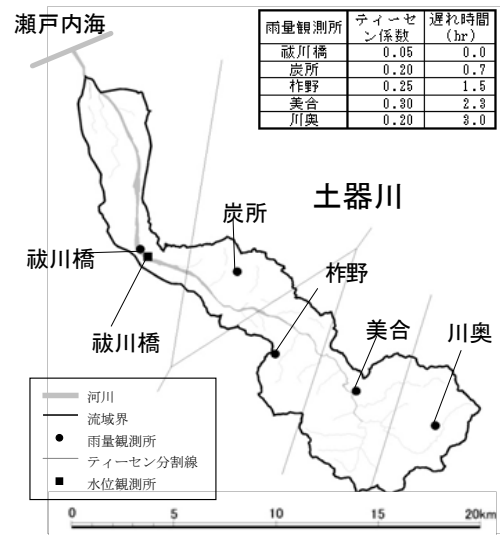 瀬戸内海
雨量観測所 ティーセン係数 遅れ時間(hr)
祓川橋 0.05 0.0
炭所 0.20 0.7
柞野 0.25 1.5
美合 0.30 2.3
川奥 0.20 3.0
土器川
炭所
祓川橋
柞野
祓川橋
美合
川奥
河川
流域界
雨量観測所
ティーセン分割線
水位観測所
0 5 10 15 20km